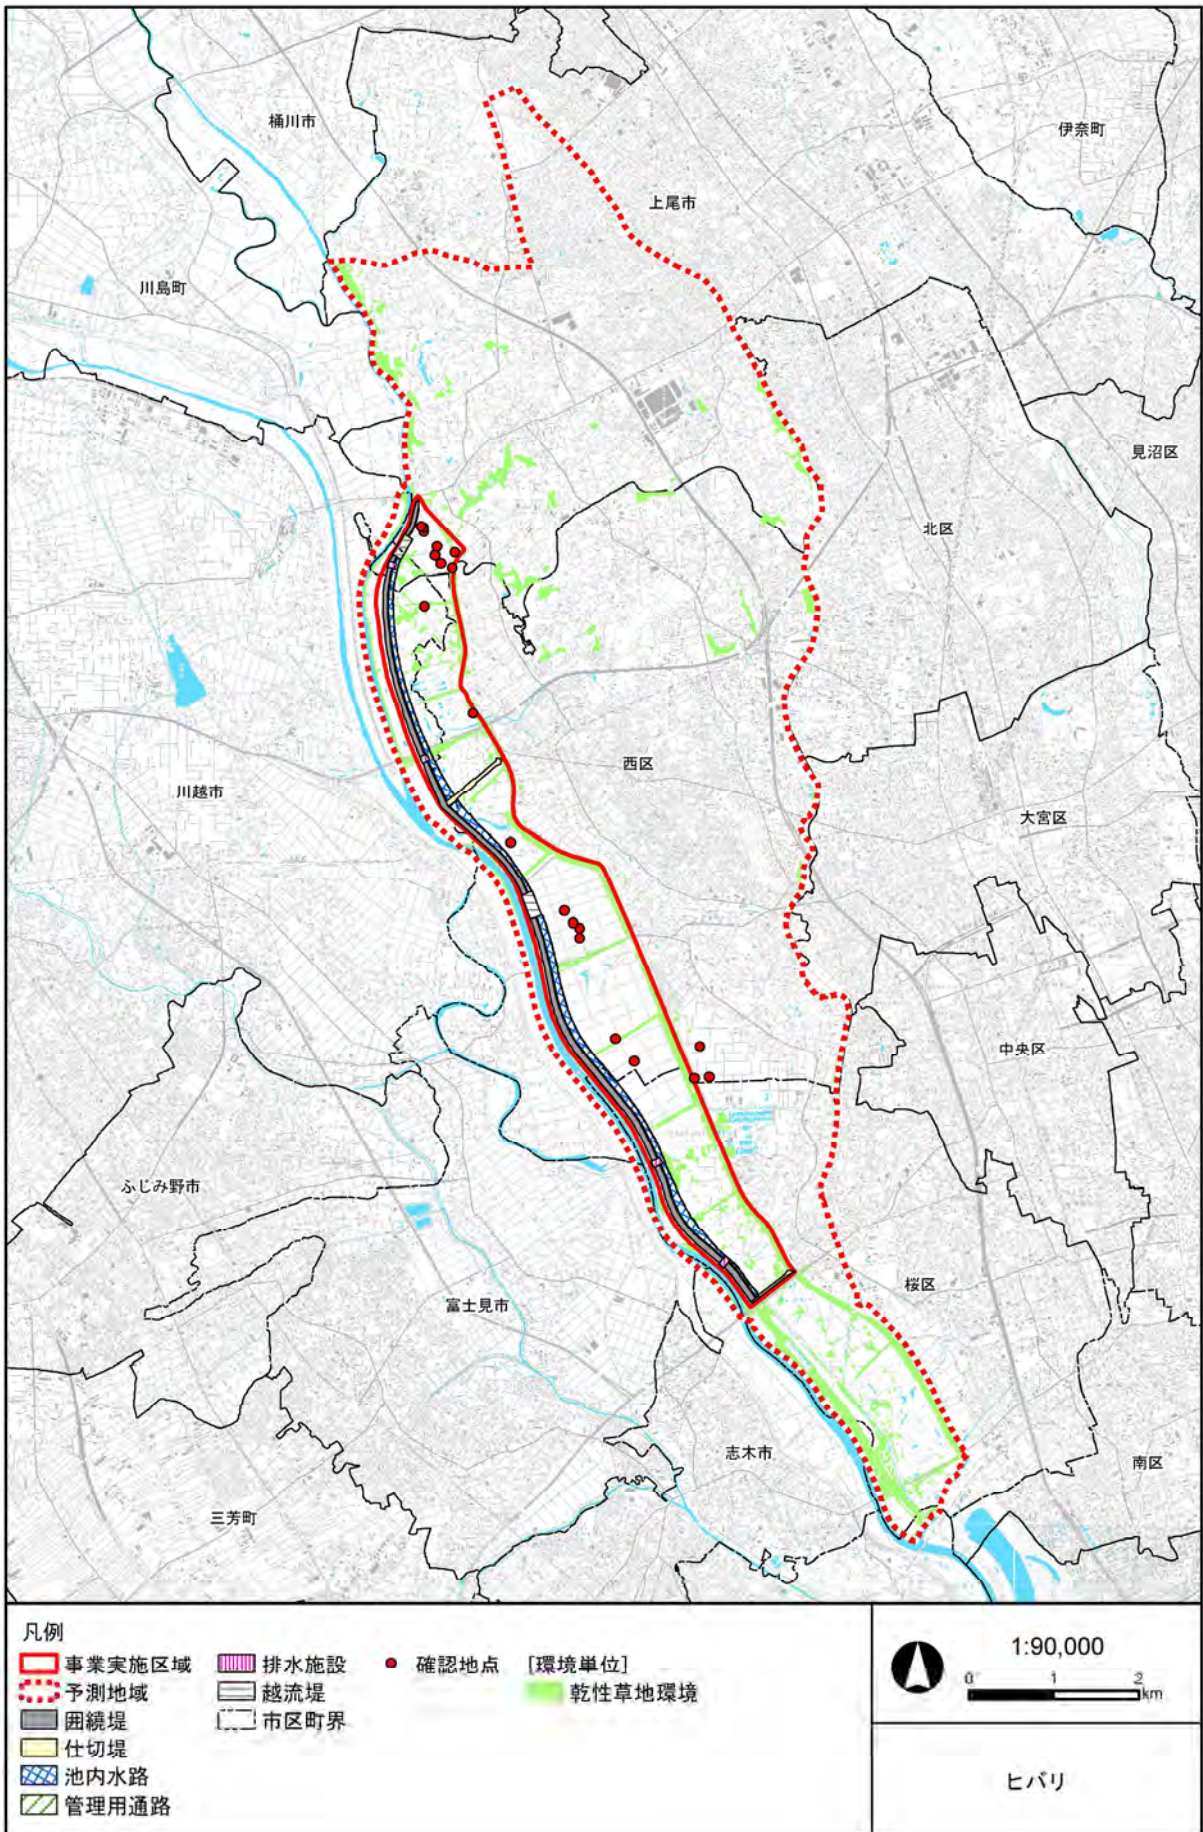 桶川市
伊奈町
上尾市
川島町
見沼区
北区
西区
川越市
大宮区
中央区
ふじみ野市
桜区
富士見市
志木市
南区
三芳町
凡例
事業実施区域
予測地域
囲繞堤
仕切堤
池内水路
管理用通路
排水施設
越流堤
市区町界
確認地点
[環境単位]
乾性草地環境
1:90,000
0 1 2
km
ヒバリ